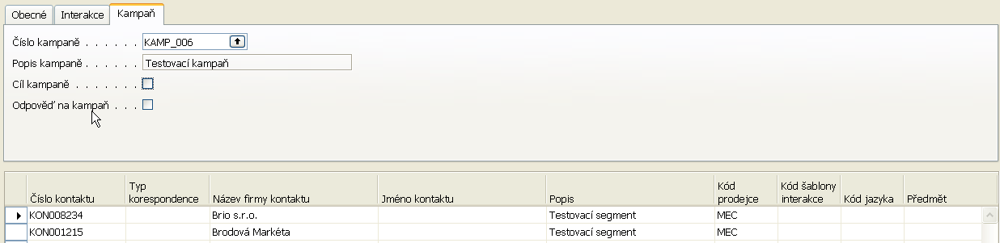 Obecné Interakce Kampaň
Číslo kampaně . . . . . . KAMP_006
Popis kampaně . . . . . . Testovací kampaň
Cíl kampaně . . . . . . .
Odpověď na kampaň . . .
Číslo kontaktu Typ korespondence Název firmy kontaktu Jméno kontaktu Popis Kód prodejce Kód šablony interakce Kód jazyka Předmět
KON008234 Brio s.r.o. Testovací segment MEC
KON001215 Brodová Markéta Testovací segment MEC